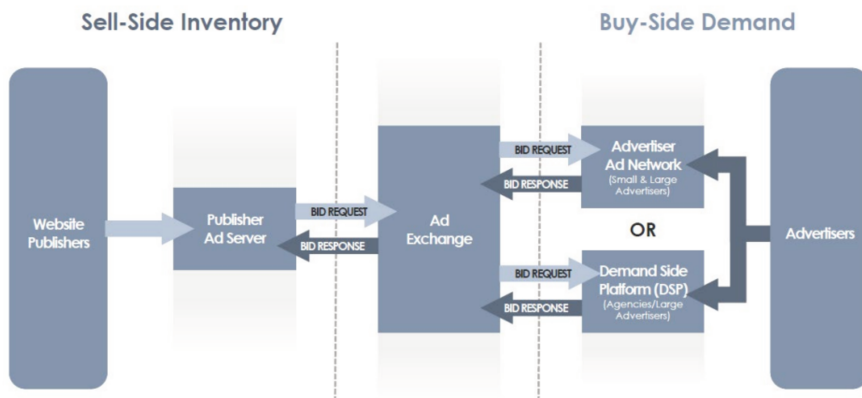 Sell-Side Inventory
Buy-Side Demand
Website
Publishers
Publisher
Ad Server
BID REQUEST
BID RESPONSE
Ad
Exchange
BID REQUEST
BID RESPONSE
BID REQUEST
BID RESPONSE
Advertiser
Ad Network
(Small & Large
Advertisers)
OR
Demand Side
Platform (DSP)
(Agencies/Large
Advertisers)
Advertisers